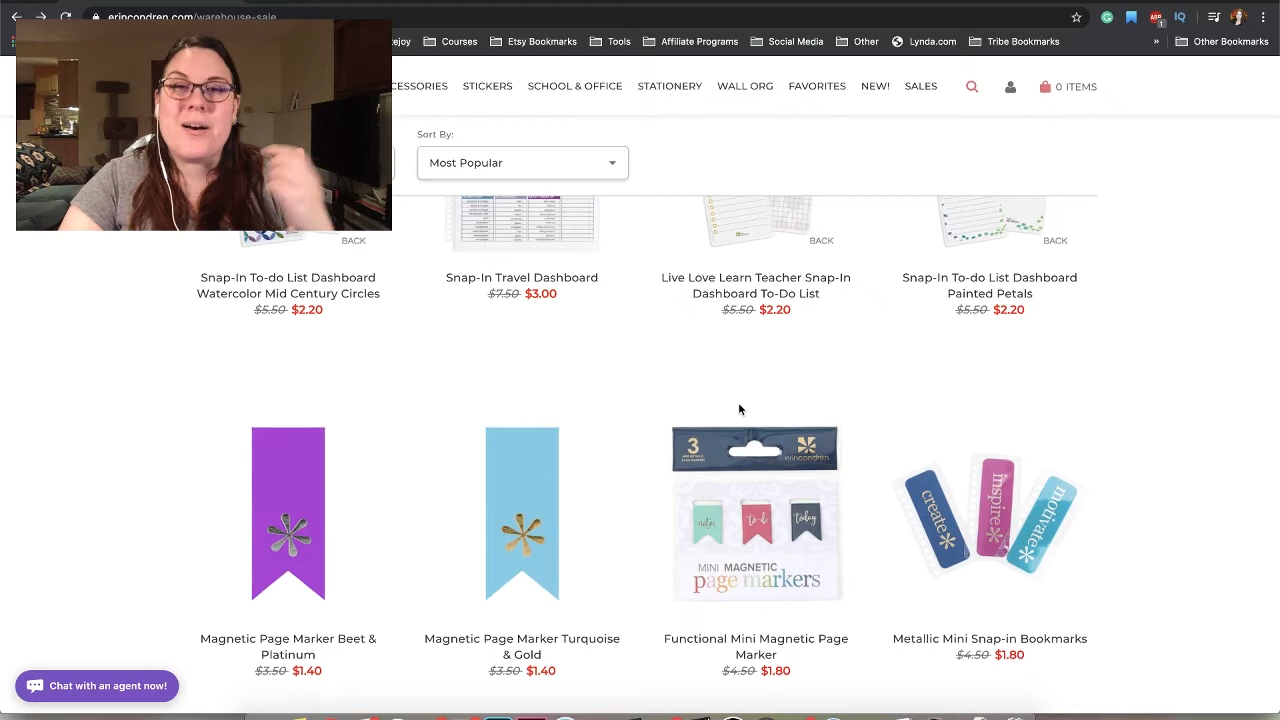 erincondren.com/warehouse-sale
ejoy
Courses
Etsy Bookmarks
Tools
Affiliate Programs
Social Media
Other
Lynda.com
Tribe Bookmarks
»
Other Bookmarks
CESSORIES
STICKERS
SCHOOL & OFFICE
STATIONERY
WALL ORG
FAVORITES
NEW!
SALES
0 ITEMS
Sort By:
Most Popular
BACK
BACK
BACK
Snap-In To-do List Dashboard
Watercolor Mid Century Circles
$5.50 $2.20
Snap-In Travel Dashboard
$7.50 $3.00
Live Love Learn Teacher Snap-In
Dashboard To-Do List
$5.50 $2.20
Snap-In To-do List Dashboard
Painted Petals
$5.50 $2.20
3
erincondren
notes
to-do
today
MINI MAGNETIC
page markers
create
inspire
motivate
Magnetic Page Marker Beet &
Platinum
$3.50 $1.40
Magnetic Page Marker Turquoise
& Gold
$3.50 $1.40
Functional Mini Magnetic Page
Marker
$4.50 $1.80
Metallic Mini Snap-in Bookmarks
$4.50 $1.80
Chat with an agent now!